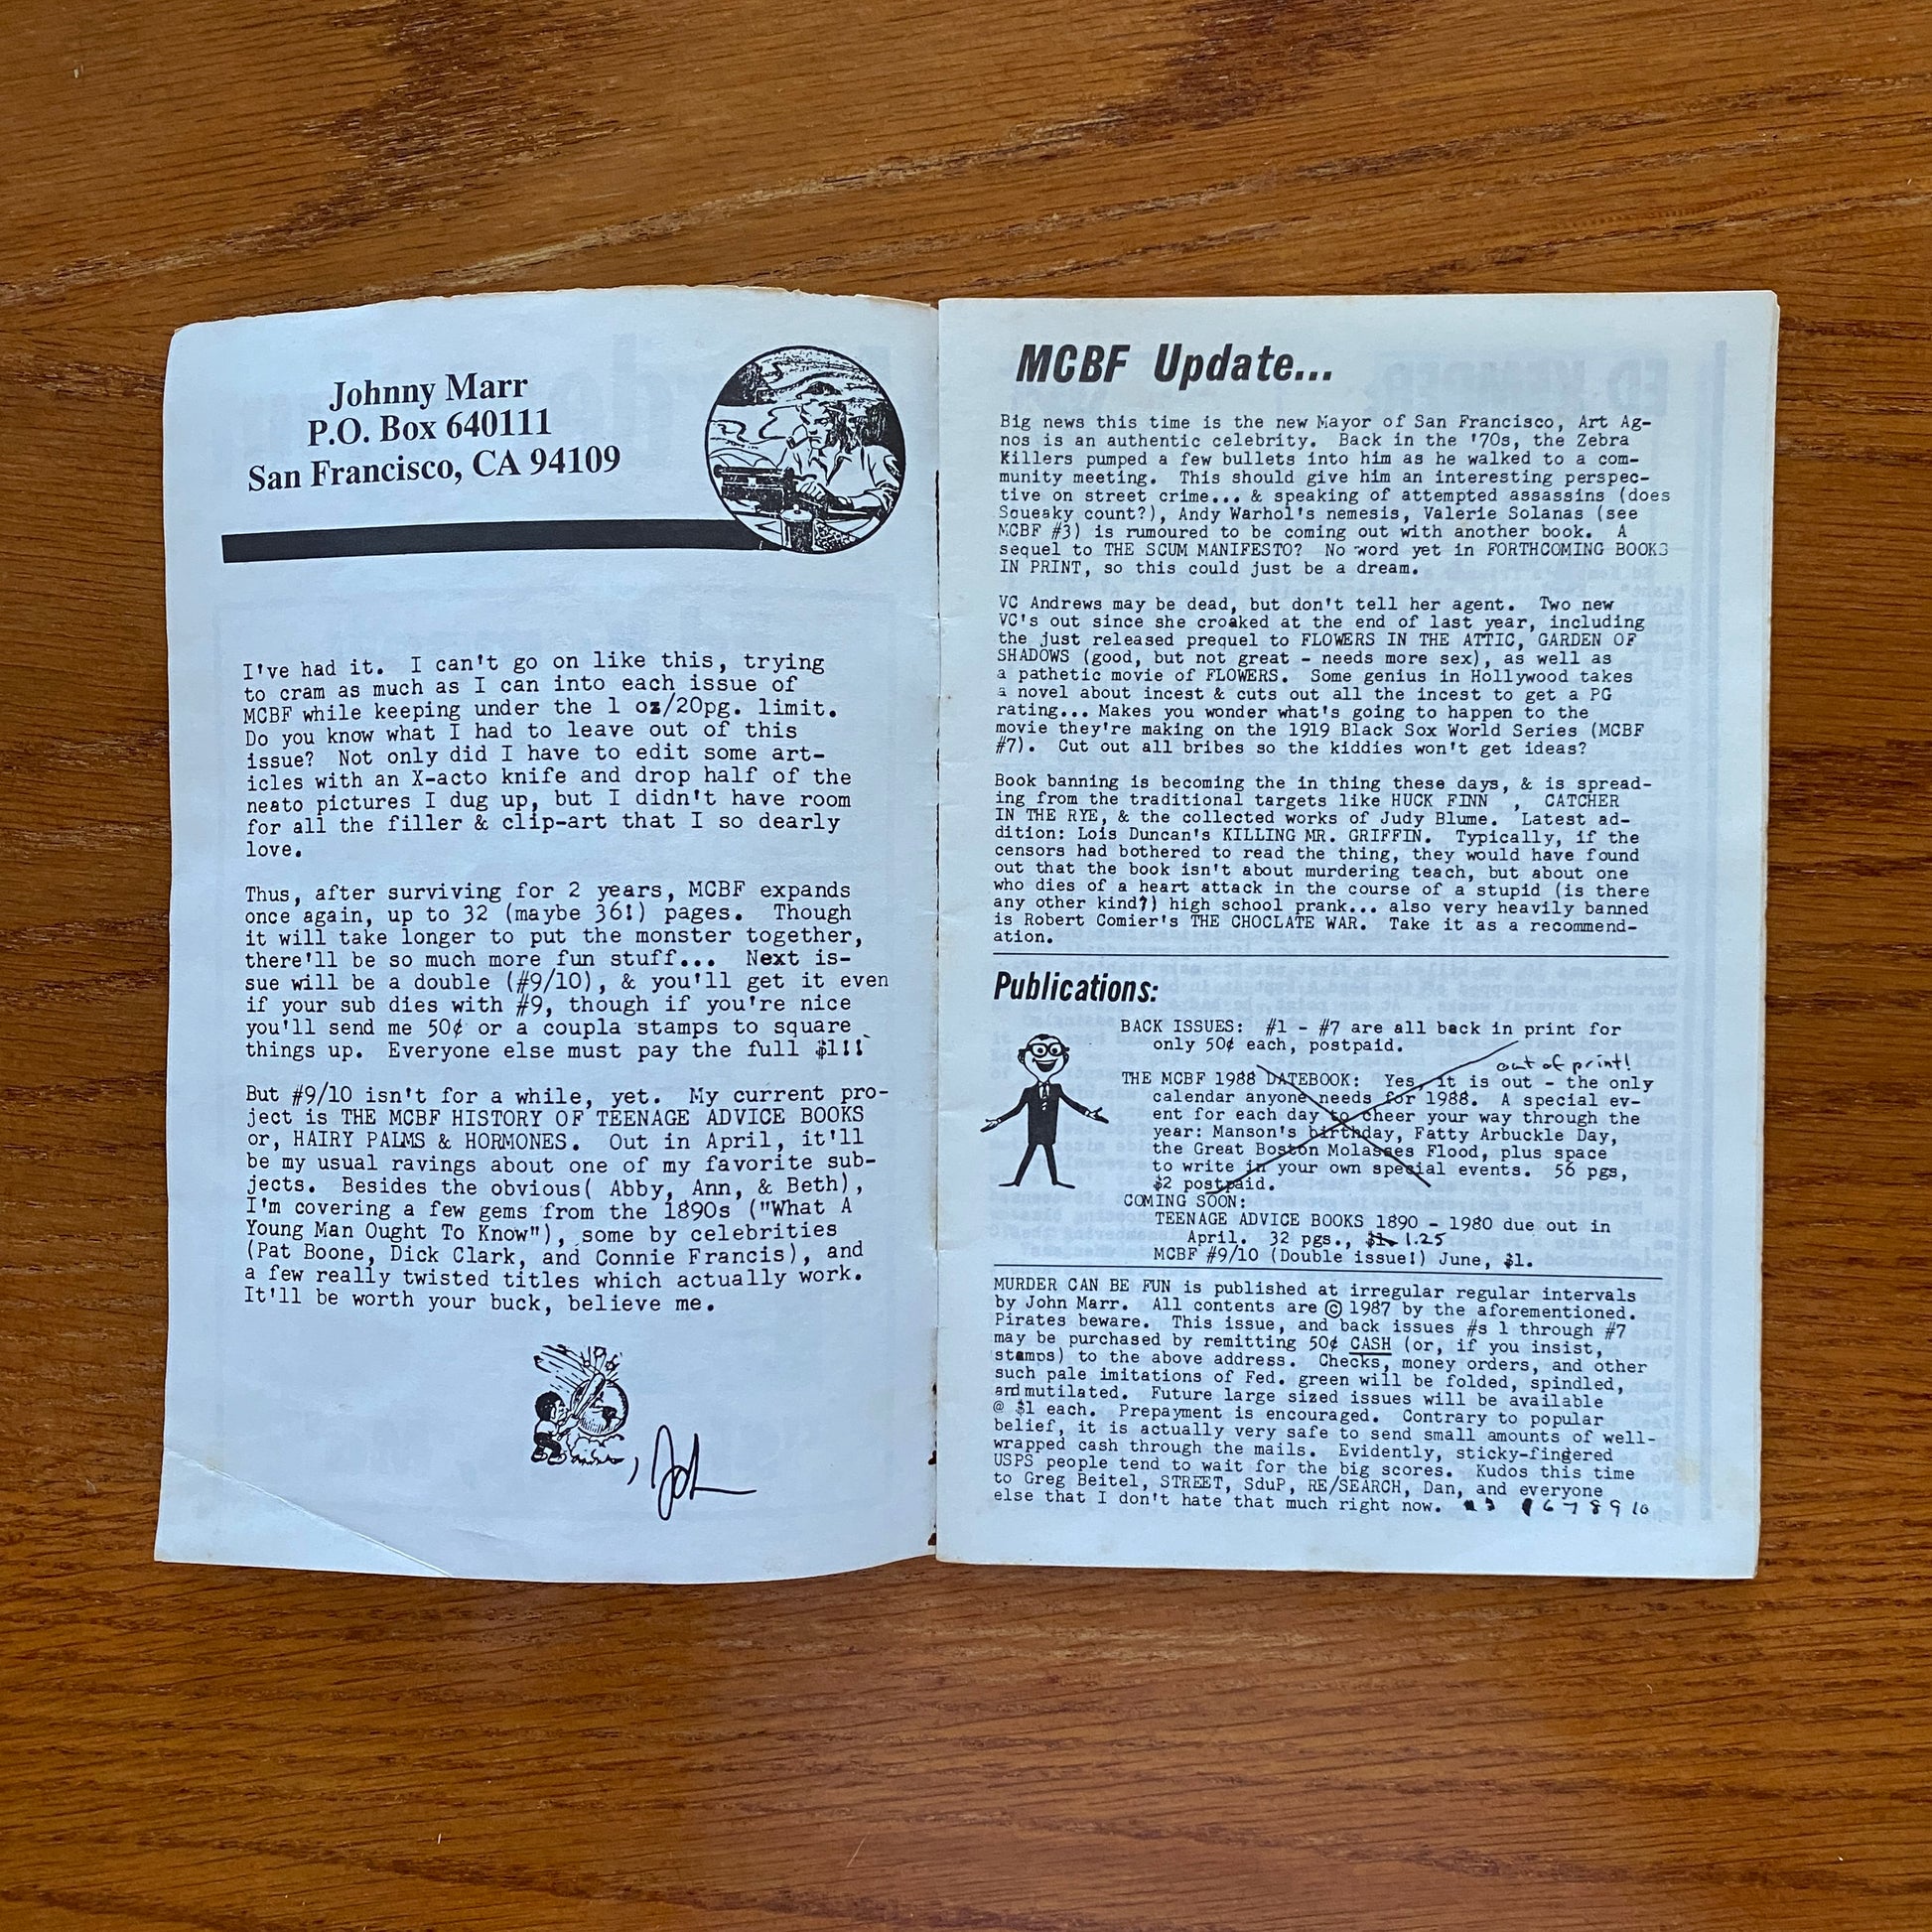 Johnny Marr
P.O. Box 640111
San Francisco, CA 94109
I've had it.  I can't go on like this, trying
to cram as much as I can into each issue of
MCBF while keeping under the 1 oz/20pg. limit.
Do you know what I had to leave out of this
issue?  Not only did I have to edit some art-
icles with an X-acto knife and drop half of the
neato pictures I dug up, but I didn't have room
for all the filler & clip-art that I so dearly
love.
Thus, after surviving for 2 years, MCBF expands
once again, up to 32 (maybe 36!) pages.  Though
it will take longer to put the monster together,
there'll be so much more fun stuff...  Next is-
sue will be a double (#9/10), & you'll get it even
if your sub dies with #9, though if you're nice
you'll send me 50¢ or a coupla stamps to square
things up.  Everyone else must pay the full $1!!
But #9/10 isn't for a while, yet.  My current pro-
ject is THE MCBF HISTORY OF TEENAGE ADVICE BOOKS
or, HAIRY PALMS & HORMONES.  Out in April, it'll
be my usual ravings about one of my favorite sub-
jects.  Besides the obvious( Abby, Ann, & Beth),
I'm covering a few gems from the 1890s ("What A
Young Man Ought To Know"), some by celebrities
(Pat Boone, Dick Clark, and Connie Francis), and
a few really twisted titles which actually work.
It'll be worth your buck, believe me.
, John
MCBF Update...
Big news this time is the new Mayor of San Francisco, Art Ag-
nos is an authentic celebrity.  Back in the '70s, the Zebra
Killers pumped a few bullets into him as he walked to a com-
munity meeting.  This should give him an interesting perspec-
tive on street crime... & speaking of attempted assassins (does
Squeaky count?), Andy Warhol's nemesis, Valerie Solanas (see
MCBF #3) is rumoured to be coming out with another book.  A
sequel to THE SCUM MANIFESTO?  No word yet in FORTHCOMING BOOKS
IN PRINT, so this could just be a dream.
VC Andrews may be dead, but don't tell her agent.  Two new
VC's out since she croaked at the end of last year, including
the just released prequel to FLOWERS IN THE ATTIC, GARDEN OF
SHADOWS (good, but not great - needs more sex), as well as
a pathetic movie of FLOWERS.  Some genius in Hollywood takes
a novel about incest & cuts out all the incest to get a PG
rating... Makes you wonder what's going to happen to the
movie they're making on the 1919 Black Sox World Series (MCBF
#7).  Cut out all bribes so the kiddies won't get ideas?
Book banning is becoming the in thing these days, & is spread-
ing from the traditional targets like HUCK FINN  ,  CATCHER
IN THE RYE, & the collected works of Judy Blume.  Latest ad-
dition: Lois Duncan's KILLING MR. GRIFFIN.  Typically, if the
censors had bothered to read the thing, they would have found
out that the book isn't about murdering teach, but about one
who dies of a heart attack in the course of a stupid (is there
any other kind?) high school prank... also very heavily banned
is Robert Comier's THE CHOCLATE WAR.  Take it as a recommend-
ation.
Publications:
BACK ISSUES:  #1 - #7 are all back in print for
only 50¢ each, postpaid.
out of print!
THE MCBF 1988 DATEBOOK:  Yes, it is out - the only
calendar anyone needs for 1988.  A special ev-
ent for each day to cheer your way through the
year: Manson's birthday, Fatty Arbuckle Day,
the Great Boston Molasses Flood, plus space
to write in your own special events.  56 pgs,
$2 postpaid.
COMING SOON:
TEENAGE ADVICE BOOKS 1890 - 1980 due out in
April.  32 pgs., $1. 1.25
MCBF #9/10 (Double issue!) June, $1.
MURDER CAN BE FUN is published at irregular regular intervals
by John Marr.  All contents are © 1987 by the aforementioned.
Pirates beware.  This issue, and back issues #s 1 through #7
may be purchased by remitting 50¢ CASH (or, if you insist,
stamps) to the above address.  Checks, money orders, and other
such pale imitations of Fed. green will be folded, spindled,
and mutilated.  Future large sized issues will be available
@ $1 each.  Prepayment is encouraged.  Contrary to popular
belief, it is actually very safe to send small amounts of well-
wrapped cash through the mails.  Evidently, sticky-fingered
USPS people tend to wait for the big scores.  Kudos this time
to Greg Beitel, STREET, SduP, RE/SEARCH, Dan, and everyone
else that I don't hate that much right now. 6 7 8 9 10